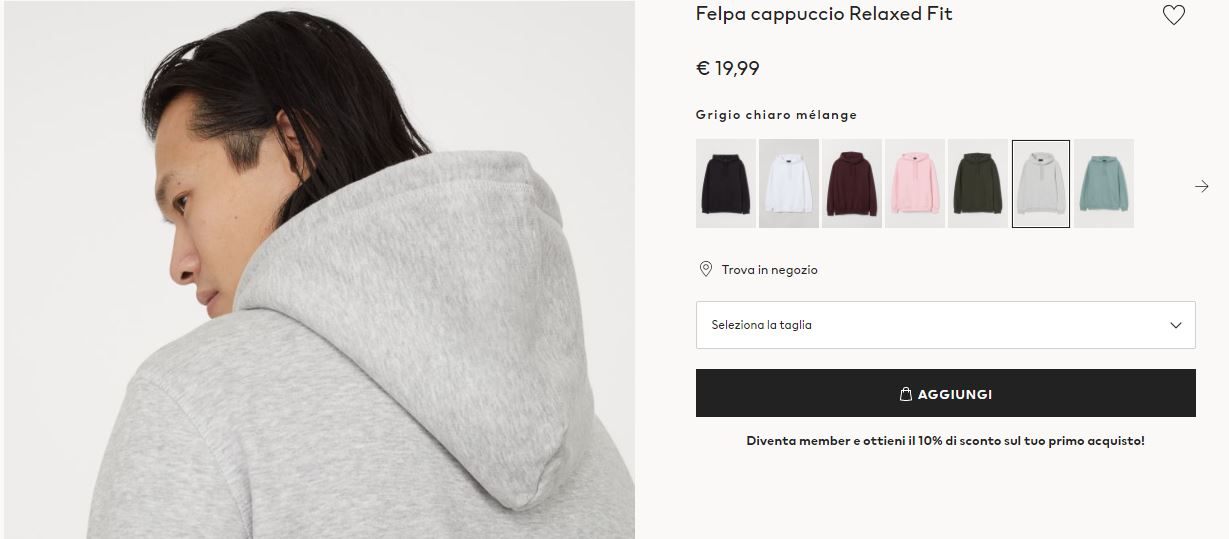 Felpa cappuccio Relaxed Fit
€ 19,99
Grigio chiaro mélange
Trova in negozio
Seleziona la taglia
AGGIUNGI
Diventa member e ottieni il 10% di sconto sul tuo primo acquisto!